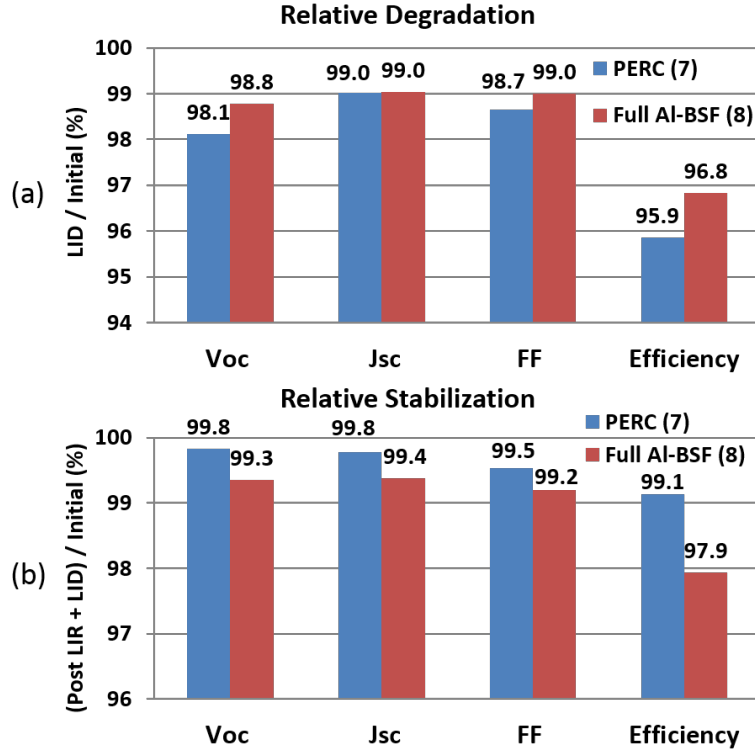 Relative Degradation
(a)
LID / Initial (%)
100
99
98
97
96
95
94
98.1
98.8
99.0
99.0
98.7
99.0
95.9
96.8
PERC (7)
Full Al-BSF (8)
Voc
Jsc
FF
Efficiency
Relative Stabilization
(b)
(Post LIR + LID) / Initial (%)
100
99
98
97
96
99.8
99.3
99.8
99.4
99.5
99.2
99.1
97.9
PERC (7)
Full Al-BSF (8)
Voc
Jsc
FF
Efficiency